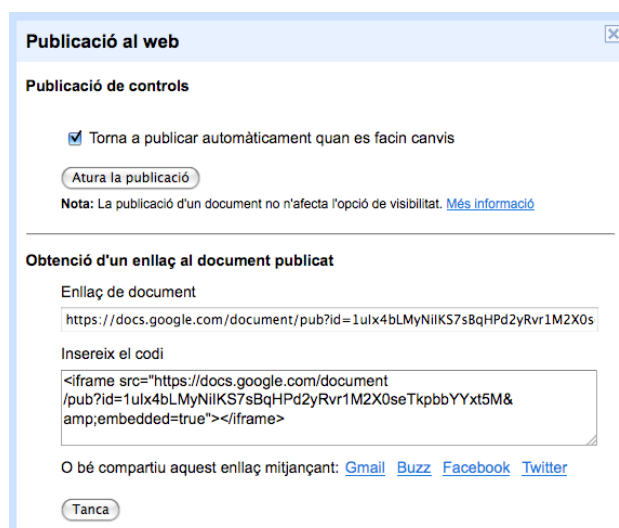 Publicació al web
Publicació de controls
Torna a publicar automàticament quan es facin canvis
Atura la publicació
Nota: La publicació d'un document no n'afecta l'opció de visibilitat. Més informació
Obtenció d'un enllaç al document publicat
Enllaç de document
https://docs.google.com/document/pub?id=1uIx4bLMyNiIKS7sBqHPd2yRvr1M2X0s
Insereix el codi
<iframe src="https://docs.google.com/document
/pub?id=1uIx4bLMyNiIKS7sBqHPd2yRvr1M2X0seTkpbbYYxt5M&
amp;embedded=true"></iframe>
O bé compartiu aquest enllaç mitjançant: Gmail Buzz Facebook Twitter
Tanca